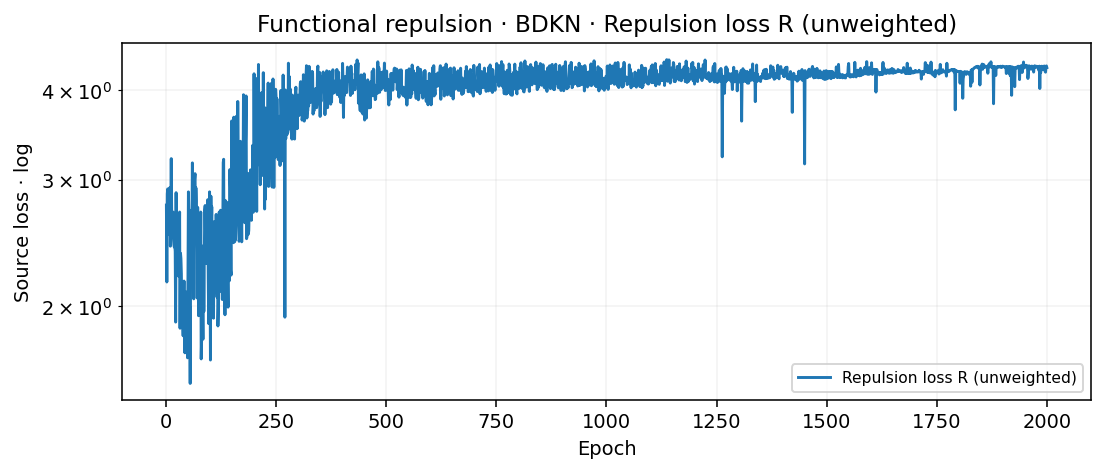 Functional repulsion · BDKN · Repulsion loss R (unweighted)
Source loss · log
4 × 10⁰
3 × 10⁰
2 × 10⁰
Repulsion loss R (unweighted)
0 250 500 750 1000 1250 1500 1750 2000
Epoch